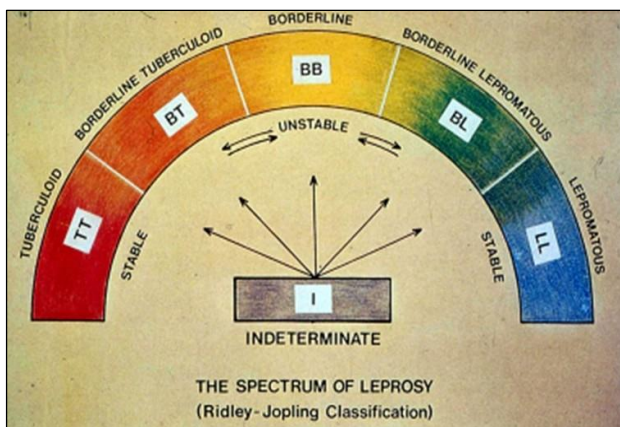 BORDERLINE
BORDERLINE TUBERCULOID
BORDERLINE LEPROMATOUS
BB
BT
BL
UNSTABLE
TUBERCULOID
LEPROMATOUS
TT
STABLE
STABLE
LL
I
INDETERMINATE
THE SPECTRUM OF LEPROSY
(Ridley-Jopling Classification)